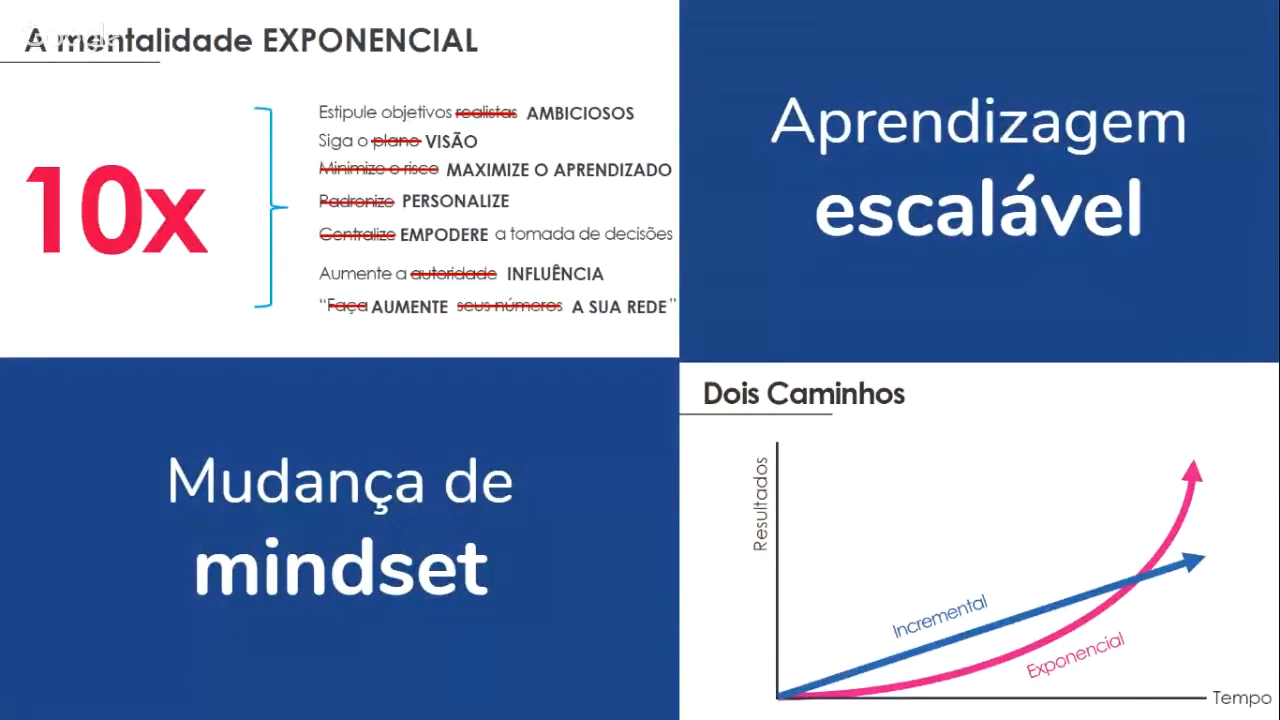 A mentalidade EXPONENCIAL
10x
Estipule objetivos realistas AMBICIOSOS
Siga o plano VISÃO
Minimize o risco MAXIMIZE O APRENDIZADO
Padronize PERSONALIZE
Centralize EMPODERE a tomada de decisões
Aumente a autoridade INFLUÊNCIA
“Faça AUMENTE seus números A SUA REDE”
Aprendizagem
escalável
Mudança de
mindset
Dois Caminhos
Resultados
Incremental
Exponencial
Tempo